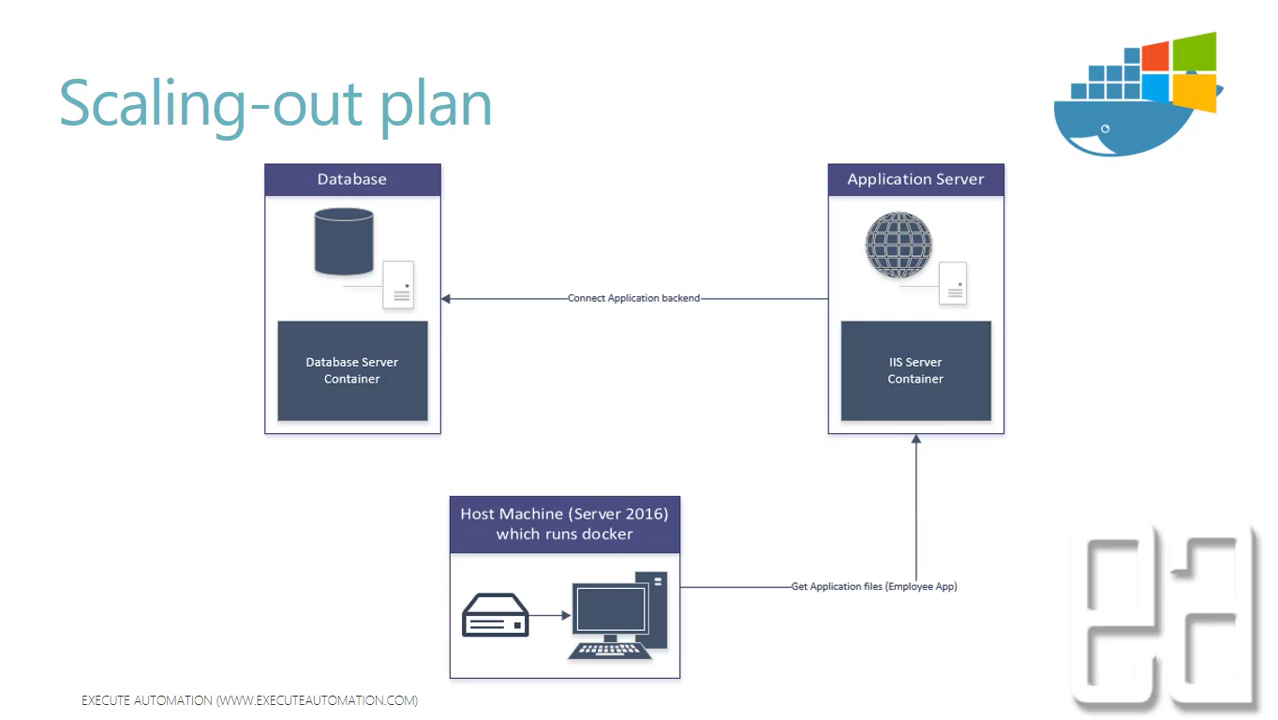 Scaling-out plan
Database
Application Server
Connect Application backend
Database Server
Container
IIS Server
Container
Host Machine (Server 2016)
which runs docker
Get Application files (Employee App)
ea
EXECUTE AUTOMATION (WWW.EXECUTEAUTOMATION.COM)